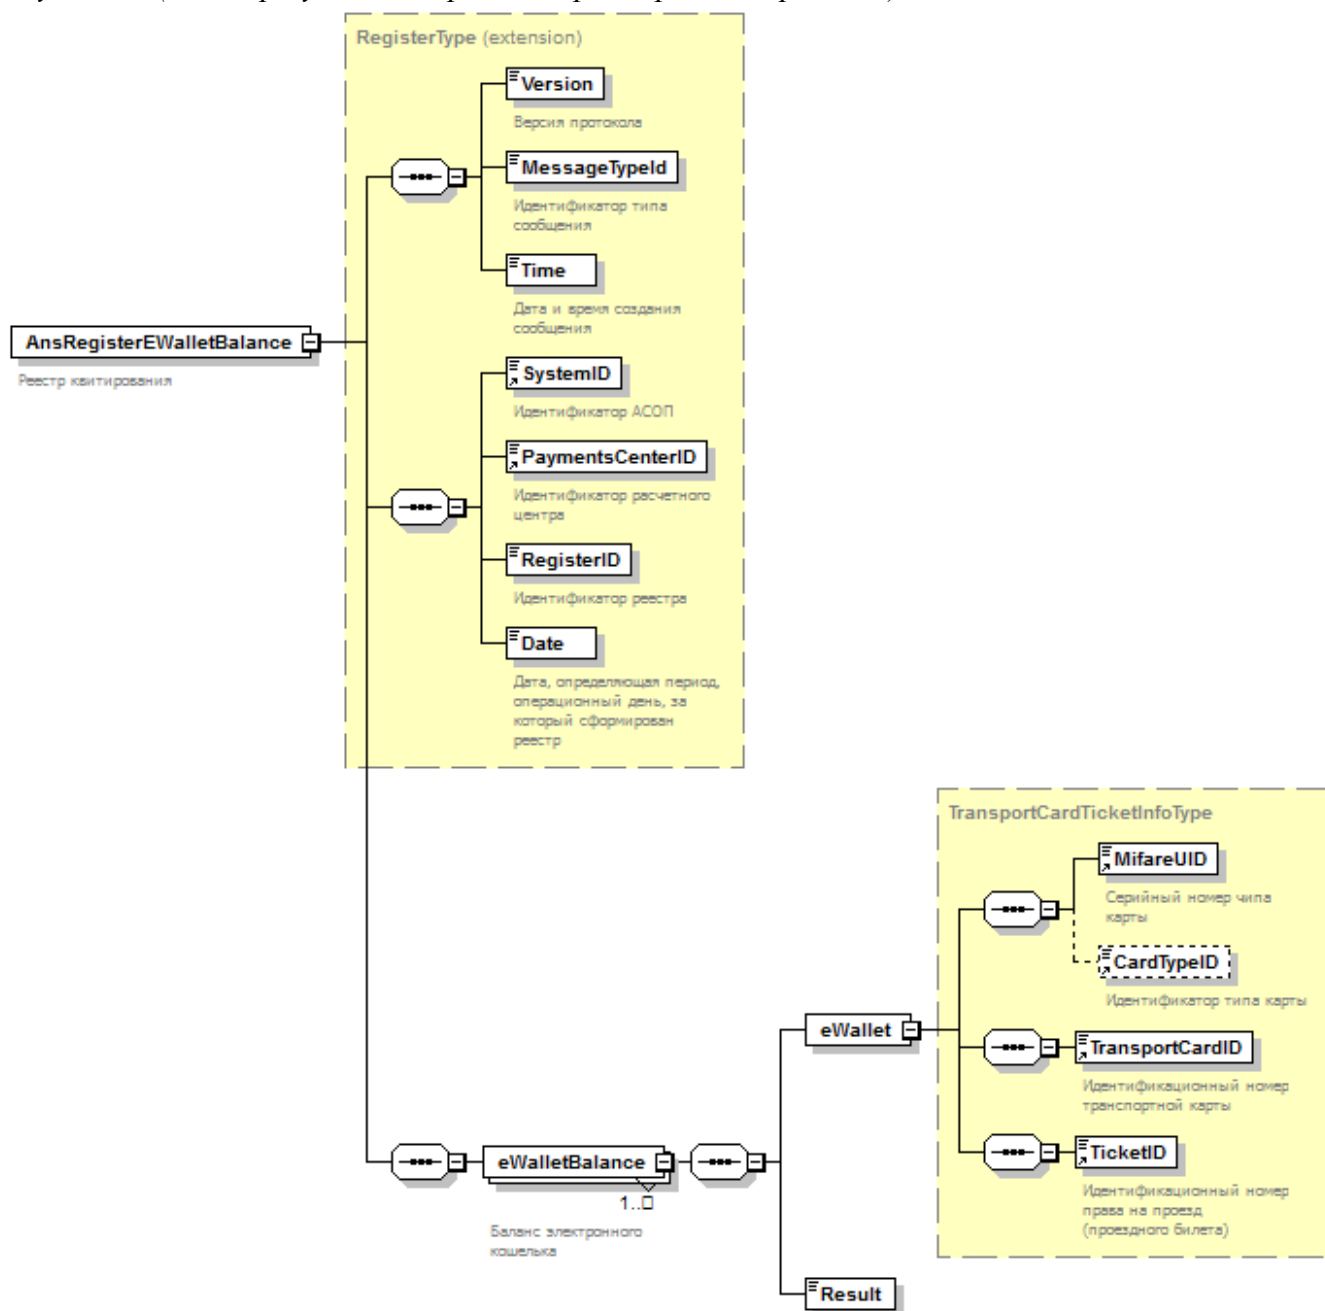 RegisterType (extension)
Version
Версия протокола
MessageTypeId
Идентификатор типа
сообщения
Time
Дата и время создания
сообщения
AnsRegisterEWalletBalance
Реестр квитирования
SystemID
Идентификатор АСОП
PaymentsCenterID
Идентификатор расчетного
центра
RegisterID
Идентификатор реестра
Date
Дата, определяющая период,
операционный день, за
который сформирован
реестр
TransportCardTicketInfoType
MifareUID
Серийный номер чипа
карты
CardTypeID
Идентификатор типа карты
eWallet
TransportCardID
Идентификационный номер
транспортной карты
eWalletBalance
1..□
Баланс электронного
кошелька
TicketID
Идентификационный номер
права на проезд
(проездного билета)
Result